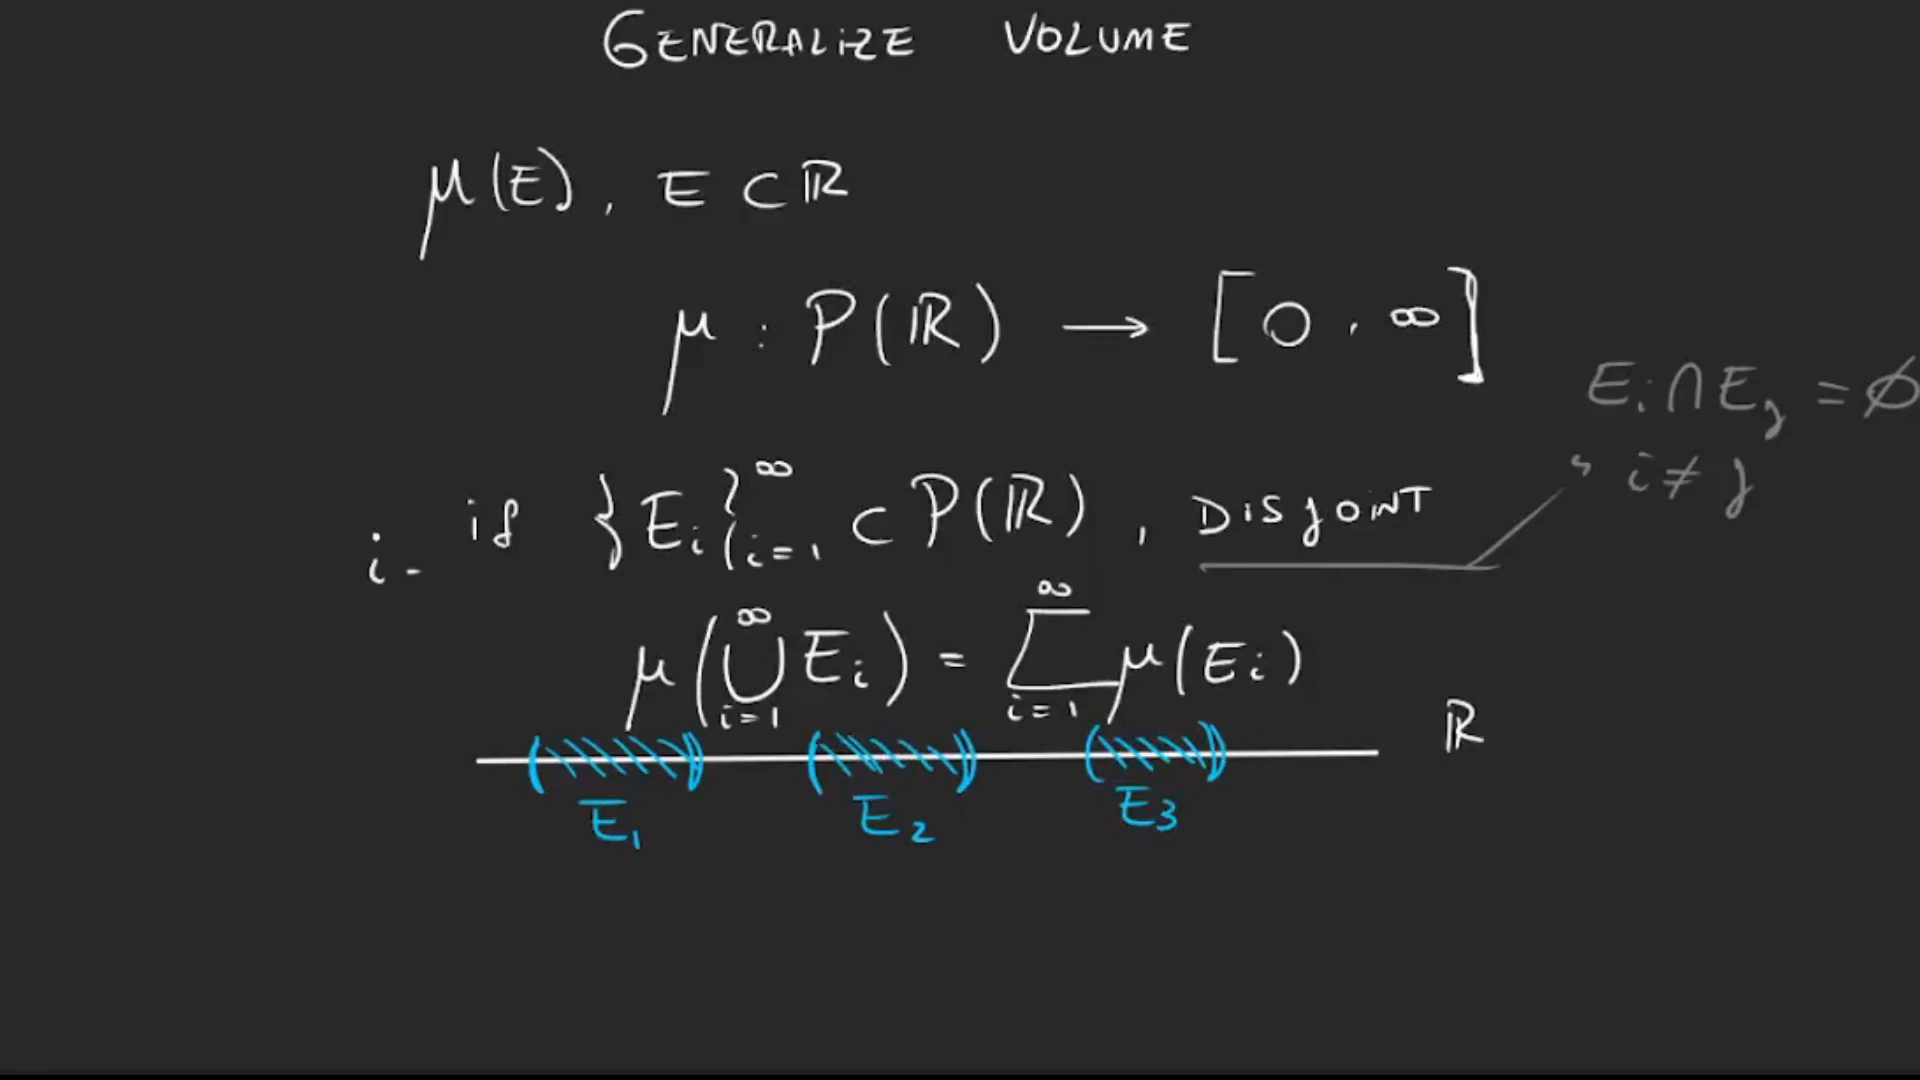 GENERALIZE VOLUME
μ(E), E ⊂ ℝ
μ : P(ℝ) → [0, ∞]
E_i ∩ E_j = ∅
i ≠ j
i- if {E_i}_{i=1}^∞ ⊂ P(ℝ), DISJOINT
μ(⋃_{i=1}^∞ E_i) = ∑_{i=1}^∞ μ(E_i)
ℝ
E_1 E_2 E_3